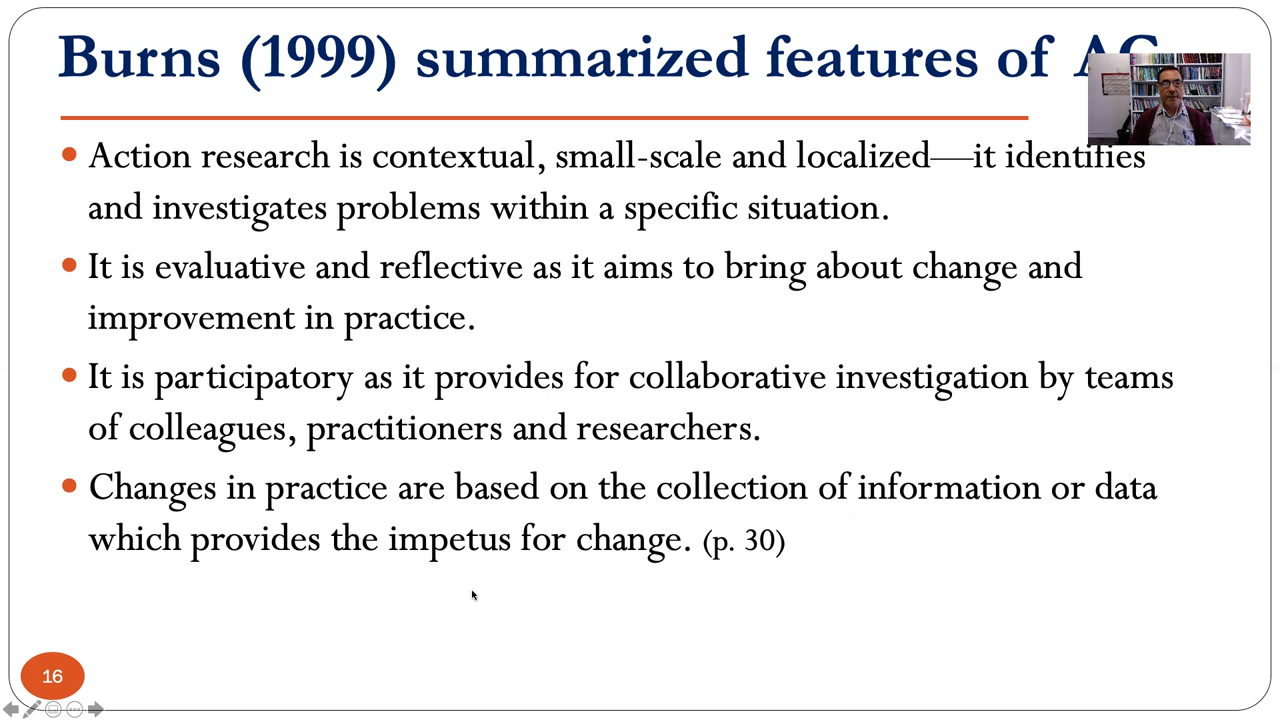 Burns (1999) summarized features of
• Action research is contextual, small-scale and localized—it identifies
and investigates problems within a specific situation.
• It is evaluative and reflective as it aims to bring about change and
improvement in practice.
• It is participatory as it provides for collaborative investigation by teams
of colleagues, practitioners and researchers.
• Changes in practice are based on the collection of information or data
which provides the impetus for change. (p. 30)
16